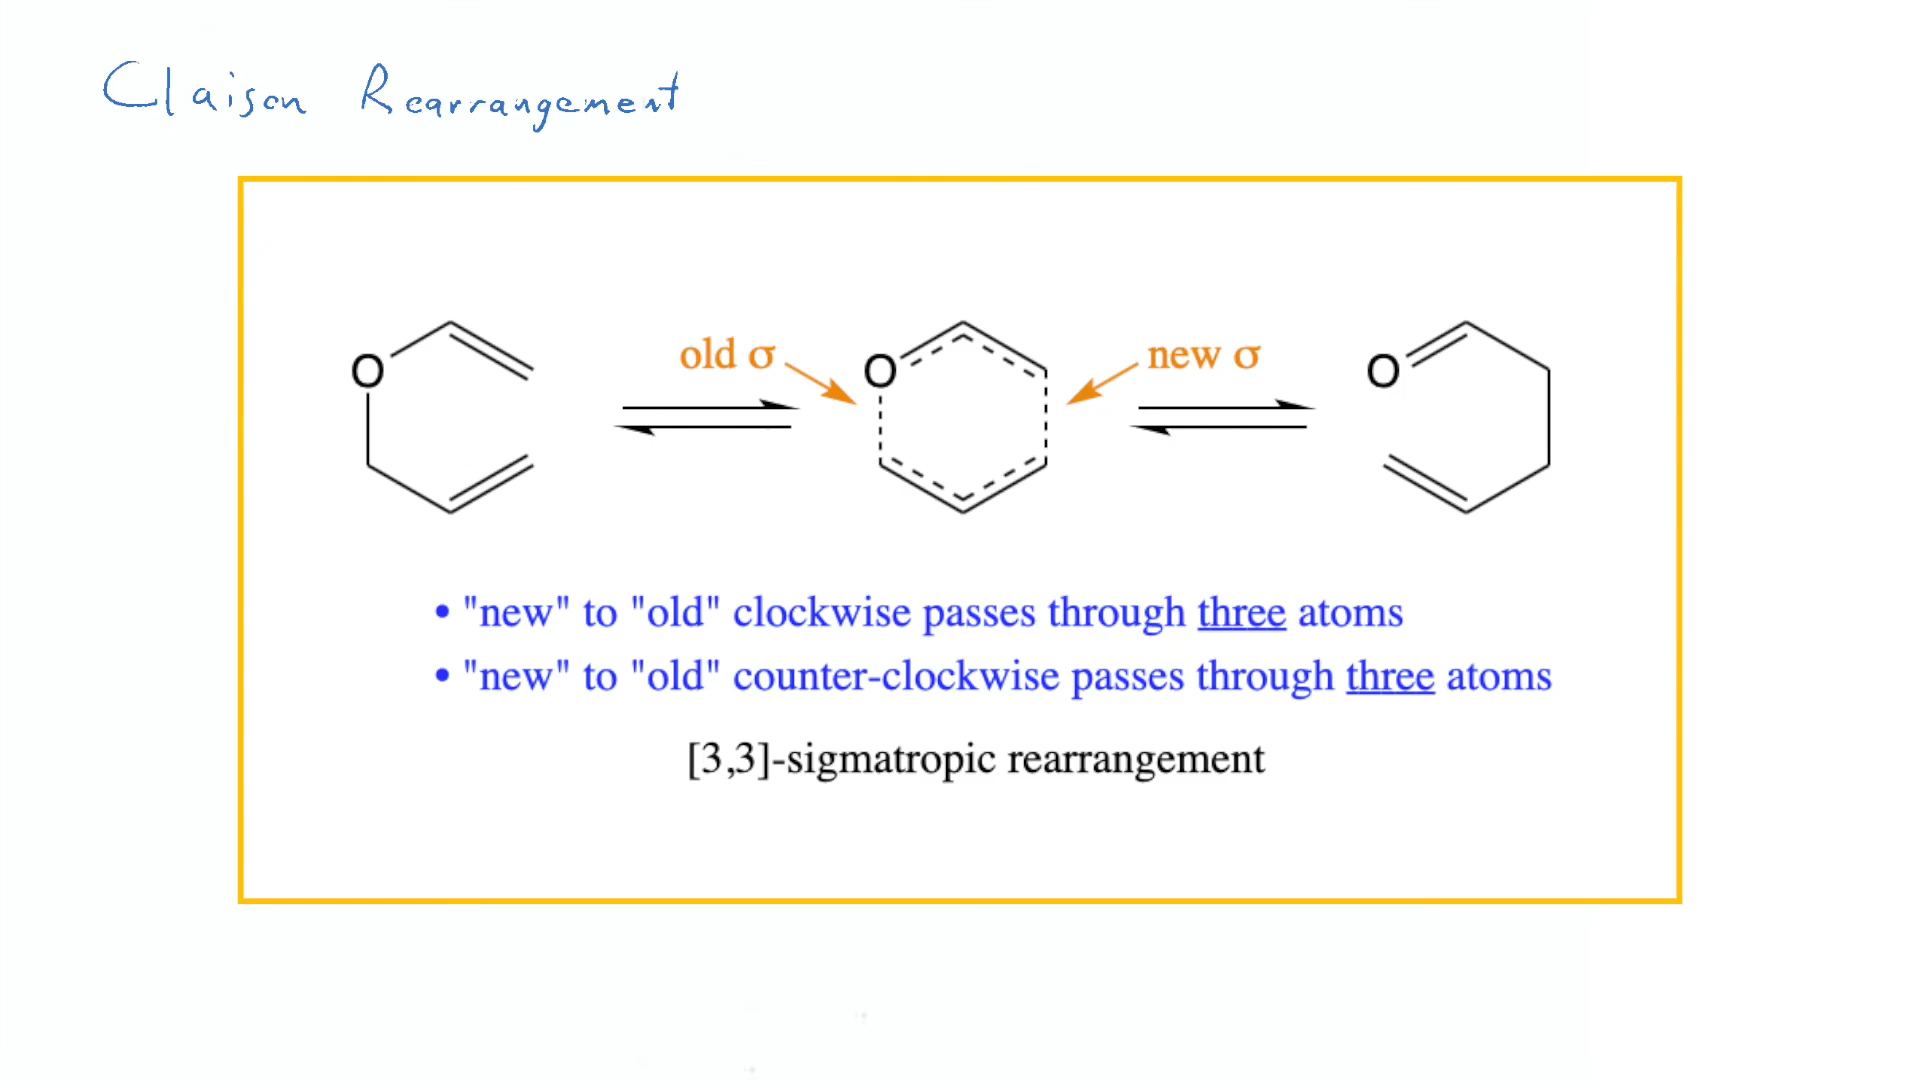 Claison Rearrangement
old σ
new σ
O
O
O
• "new" to "old" clockwise passes through three atoms
• "new" to "old" counter-clockwise passes through three atoms
[3,3]-sigmatropic rearrangement